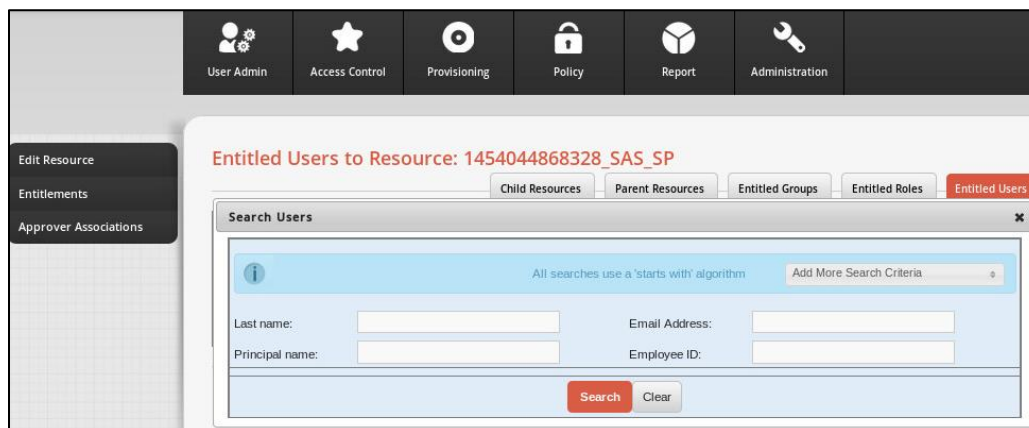 User Admin
Access Control
Provisioning
Policy
Report
Administration
Edit Resource
Entitlements
Approver Associations
Entitled Users to Resource: 1454044868328_SAS_SP
Child Resources
Parent Resources
Entitled Groups
Entitled Roles
Entitled Users
Search Users
All searches use a 'starts with' algorithm
Add More Search Criteria
Last name:
Email Address:
Principal name:
Employee ID:
Search
Clear